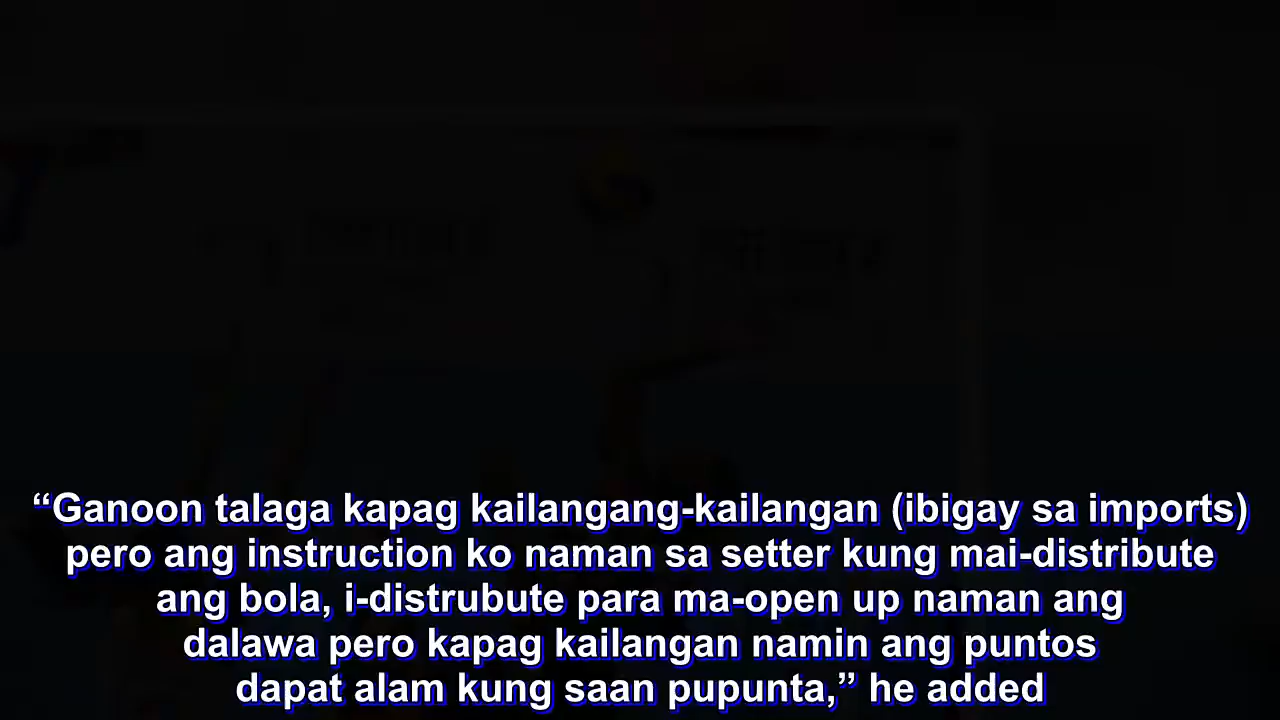 “Ganoon talaga kapag kailangang-kailangan (ibigay sa imports)
pero ang instruction ko naman sa setter kung mai-distribute
ang bola, i-distrubute para ma-open up naman ang
dalawa pero kapag kailangan namin ang puntos
dapat alam kung saan pupunta,” he added